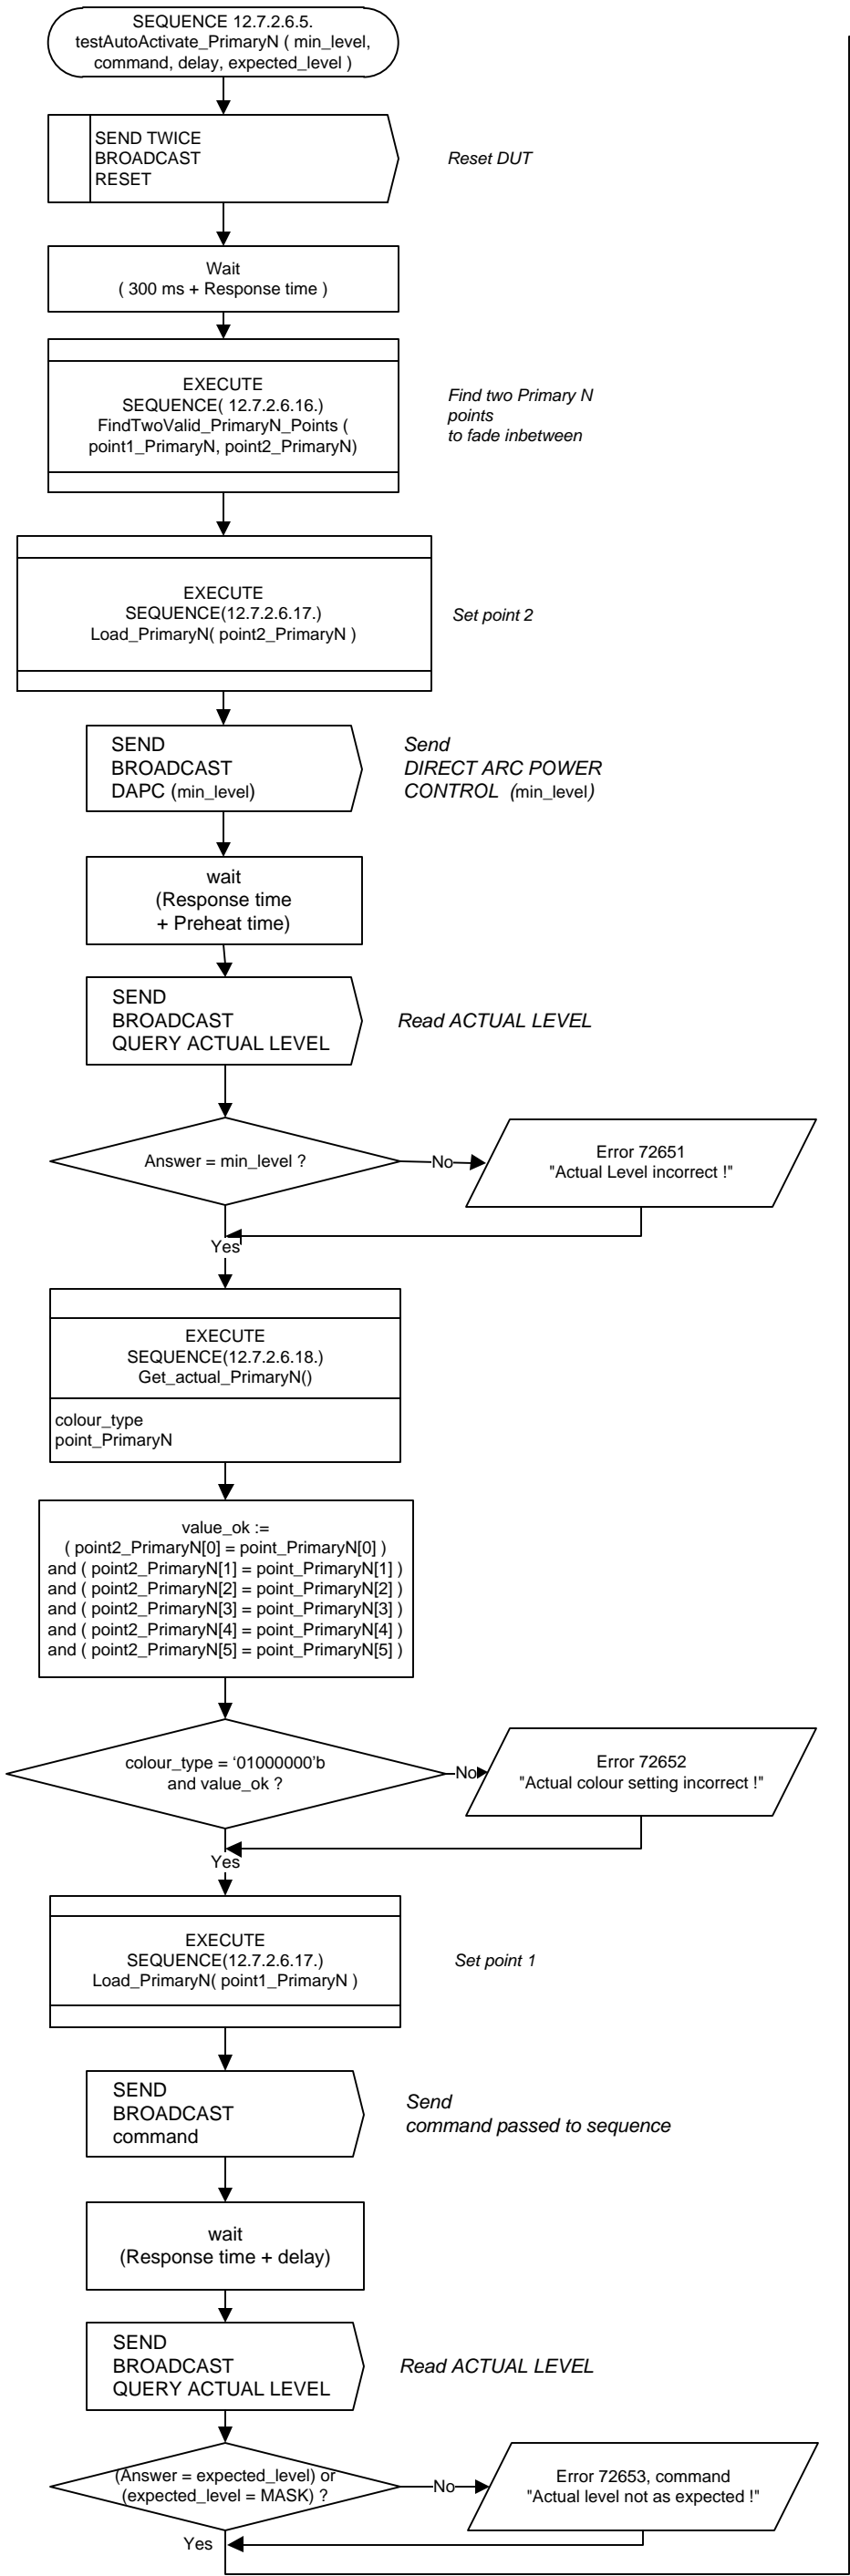 SEQUENCE 12.7.2.6.5.
testAutoActivate_PrimaryN ( min_level,
command, delay, expected_level )
SEND TWICE
BROADCAST
RESET
Reset DUT
Wait
( 300 ms + Response time )
EXECUTE
SEQUENCE( 12.7.2.6.16.)
FindTwoValid_PrimaryN_Points (
point1_PrimaryN, point2_PrimaryN)
Find two Primary N
points
to fade inbetween
EXECUTE
SEQUENCE(12.7.2.6.17.)
Load_PrimaryN( point2_PrimaryN )
Set point 2
SEND
BROADCAST
DAPC (min_level)
Send
DIRECT ARC POWER
CONTROL (min_level)
wait
(Response time
+ Preheat time)
SEND
BROADCAST
QUERY ACTUAL LEVEL
Read ACTUAL LEVEL
Answer = min_level ?
No
Error 72651
"Actual Level incorrect !"
Yes
EXECUTE
SEQUENCE(12.7.2.6.18.)
Get_actual_PrimaryN()
colour_type
point_PrimaryN
value_ok :=
( point2_PrimaryN[0] = point_PrimaryN[0] )
and ( point2_PrimaryN[1] = point_PrimaryN[1] )
and ( point2_PrimaryN[2] = point_PrimaryN[2] )
and ( point2_PrimaryN[3] = point_PrimaryN[3] )
and ( point2_PrimaryN[4] = point_PrimaryN[4] )
and ( point2_PrimaryN[5] = point_PrimaryN[5] )
colour_type = ‘01000000’b
and value_ok ?
No
Error 72652
"Actual colour setting incorrect !"
Yes
EXECUTE
SEQUENCE(12.7.2.6.17.)
Load_PrimaryN( point1_PrimaryN )
Set point 1
SEND
BROADCAST
command
Send
command passed to sequence
wait
(Response time + delay)
SEND
BROADCAST
QUERY ACTUAL LEVEL
Read ACTUAL LEVEL
(Answer = expected_level) or
(expected_level = MASK) ?
No
Error 72653, command
"Actual level not as expected !"
Yes